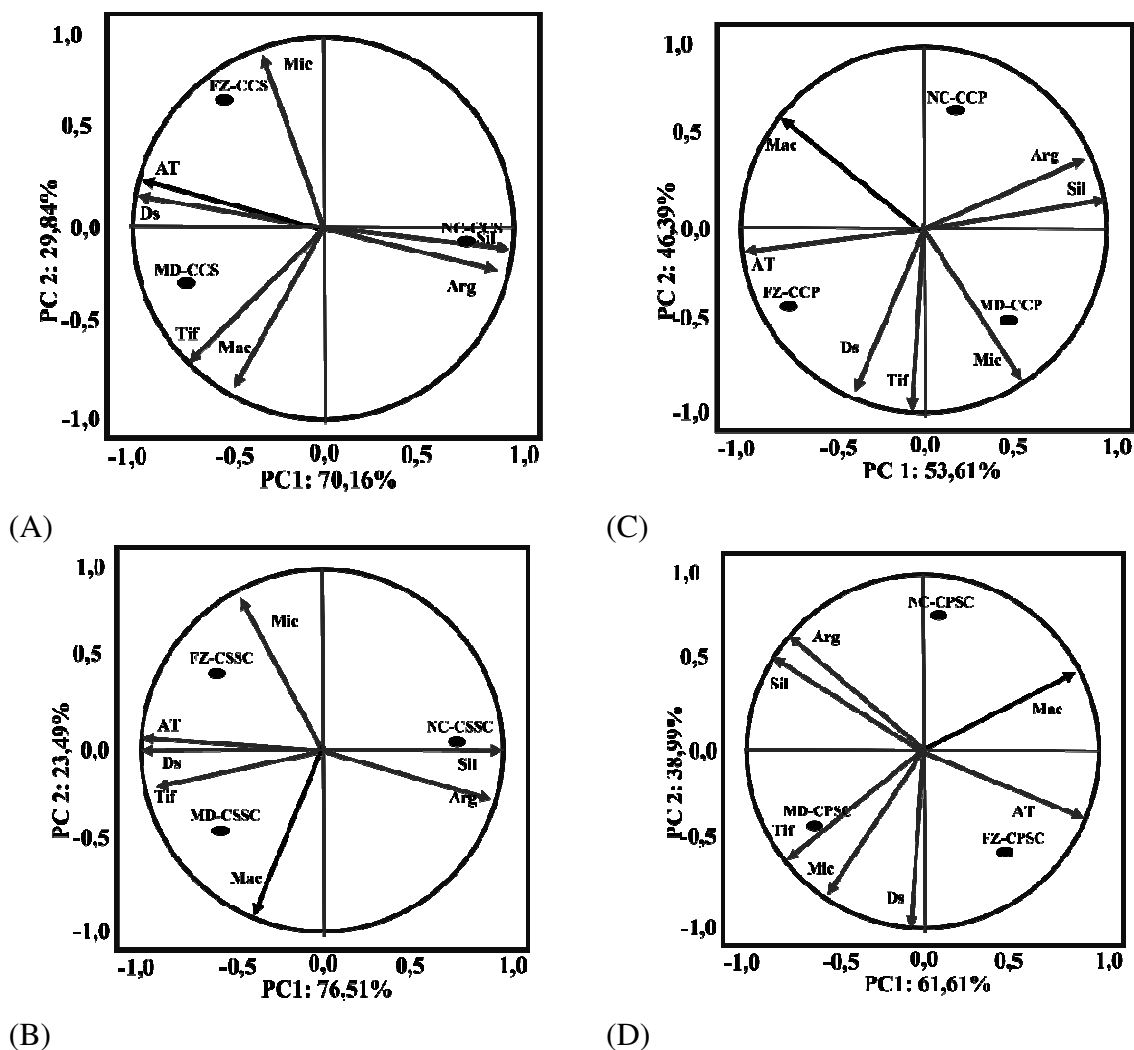 1,0
Mic
FZ-CCS
0,5
AT
Ds
0,0
NC-CCS
Sil
Arg
MD-CCS
Tif
Mac
-0,5
-1,0
PC 2: 29,84%
-1,0 -0,5 0,0 0,5 1,0
PC1: 70,16%
(A)
1,0
NC-CCP
0,5
Mac
Arg
Sil
0,0
AT
FZ-CCP
MD-CCP
-0,5
Ds
Tif
Mic
-1,0
PC 2: 46,39%
-1,0 -0,5 0,0 0,5 1,0
PC 1: 53,61%
(C)
1,0
Mic
0,5
FZ-CSSC
AT
NC-CSSC
0,0
Ds
Sil
Tif
Arg
MD-CSSC
-0,5
Mac
-1,0
PC 2: 23,49%
-1,0 -0,5 0,0 0,5 1,0
PC1: 76,51%
(B)
1,0
NC-CPSC
Arg
0,5
Sil
Mac
0,0
MD-CPSC
AT
Tif
FZ-CPSC
-0,5
Mic
Ds
-1,0
PC 2: 38,99%
-1,0 -0,5 0,0 0,5 1,0
PC1: 61,61%
(D)